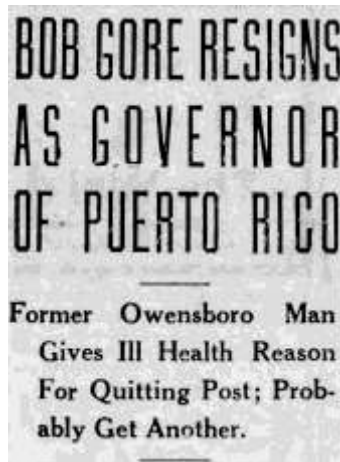 BOB GORE RESIGNS
AS GOVERNOR
OF PUERTO RICO
Former Owensboro Man
Gives Ill Health Reason
For Quitting Post; Prob-
ably Get Another.